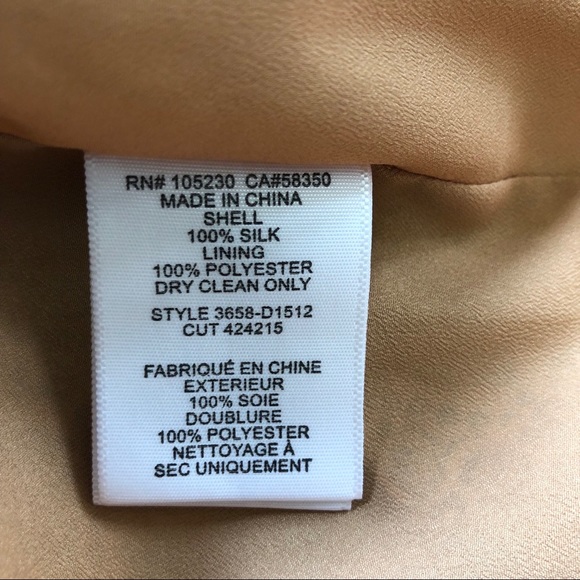 RN# 105230 CA#58350
MADE IN CHINA
SHELL
100% SILK
LINING
100% POLYESTER
DRY CLEAN ONLY
STYLE 3658-D1512
CUT 424215
FABRIQUÉ EN CHINE
EXTERIEUR
100% SOIE
DOUBLURE
100% POLYESTER
NETTOYAGE À
SEC UNIQUEMENT